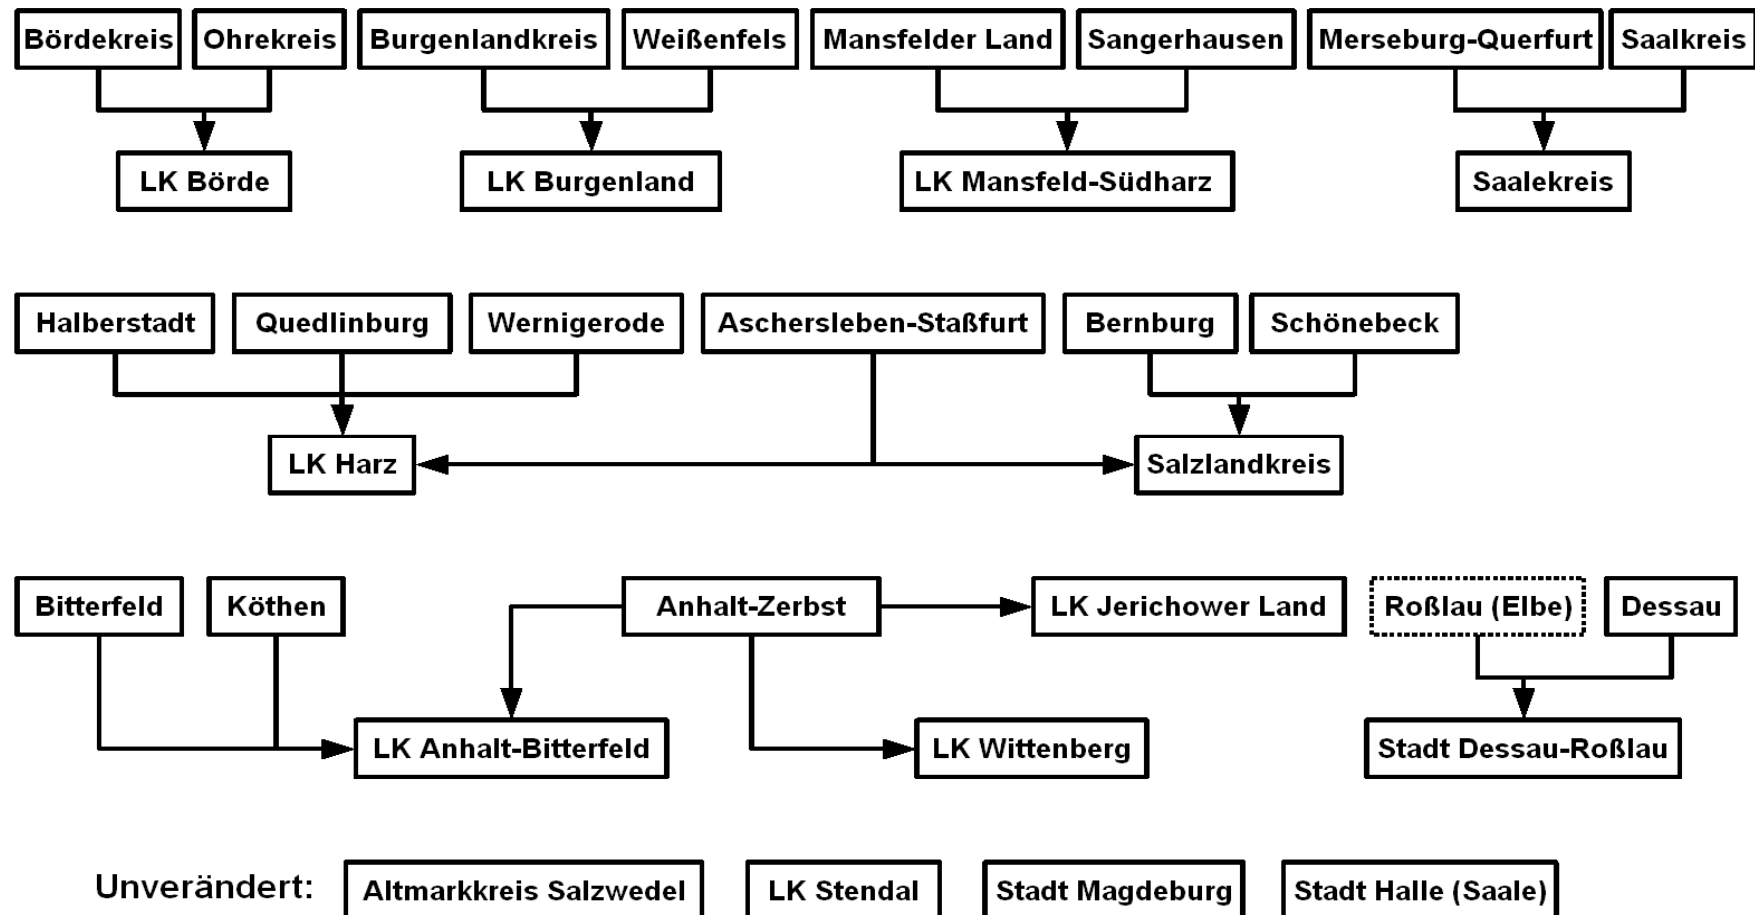 Bördekreis Ohrekreis Burgenlandkreis Weißenfels Mansfelder Land Sangerhausen Merseburg-Querfurt Saalkreis
LK Börde LK Burgenland LK Mansfeld-Südharz Saalekreis
Halberstadt Quedlinburg Wernigerode Aschersleben-Staßfurt Bernburg Schönebeck
LK Harz Salzlandkreis
Bitterfeld Köthen Anhalt-Zerbst LK Jerichower Land Roßlau (Elbe) Dessau
LK Anhalt-Bitterfeld LK Wittenberg Stadt Dessau-Roßlau
Unverändert: Altmarkkreis Salzwedel LK Stendal Stadt Magdeburg Stadt Halle (Saale)